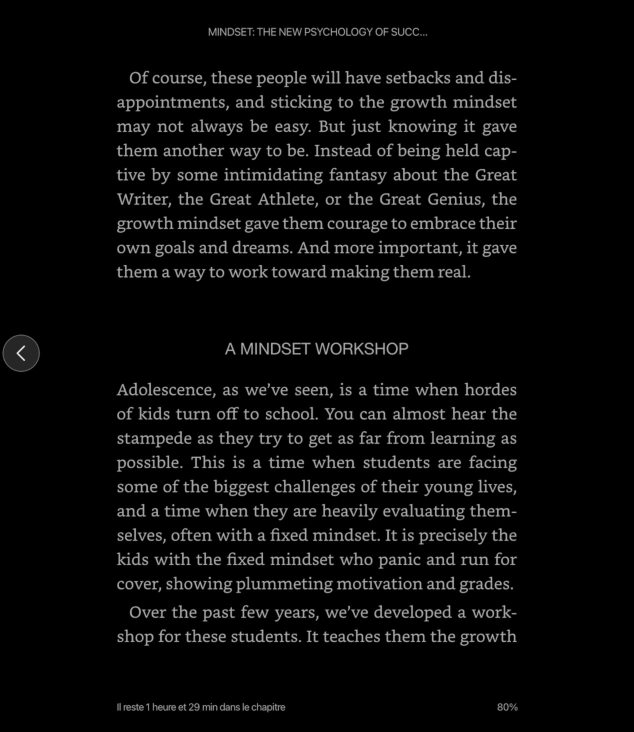 MINDSET: THE NEW PSYCHOLOGY OF SUCC...
Of course, these people will have setbacks and dis-
appointments, and sticking to the growth mindset
may not always be easy. But just knowing it gave
them another way to be. Instead of being held cap-
tive by some intimidating fantasy about the Great
Writer, the Great Athlete, or the Great Genius, the
growth mindset gave them courage to embrace their
own goals and dreams. And more important, it gave
them a way to work toward making them real.
A MINDSET WORKSHOP
Adolescence, as we’ve seen, is a time when hordes
of kids turn off to school. You can almost hear the
stampede as they try to get as far from learning as
possible. This is a time when students are facing
some of the biggest challenges of their young lives,
and a time when they are heavily evaluating them-
selves, often with a fixed mindset. It is precisely the
kids with the fixed mindset who panic and run for
cover, showing plummeting motivation and grades.
Over the past few years, we’ve developed a work-
shop for these students. It teaches them the growth
Il reste 1 heure et 29 min dans le chapitre
80%